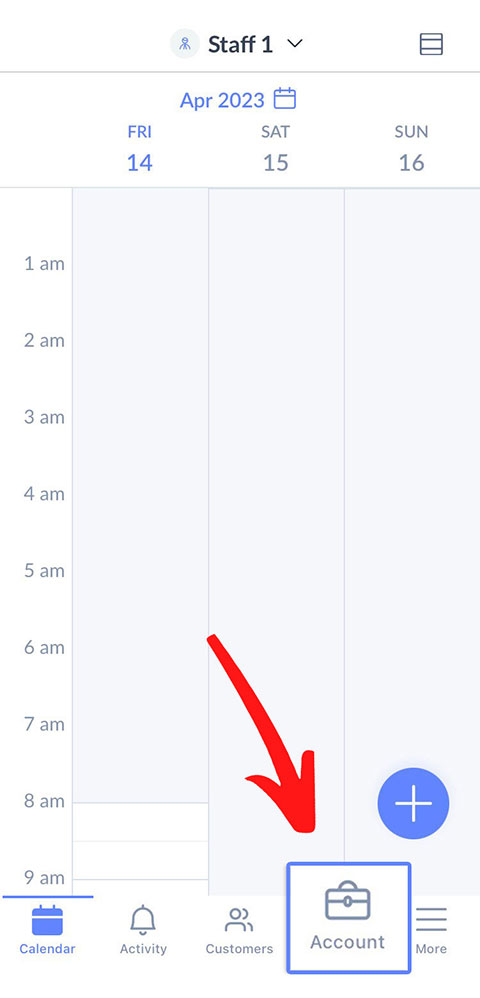 Staff 1
Apr 2023
FRI SAT SUN
14 15 16
1 am
2 am
3 am
4 am
5 am
6 am
7 am
8 am
9 am
Calendar Activity Customers Account More